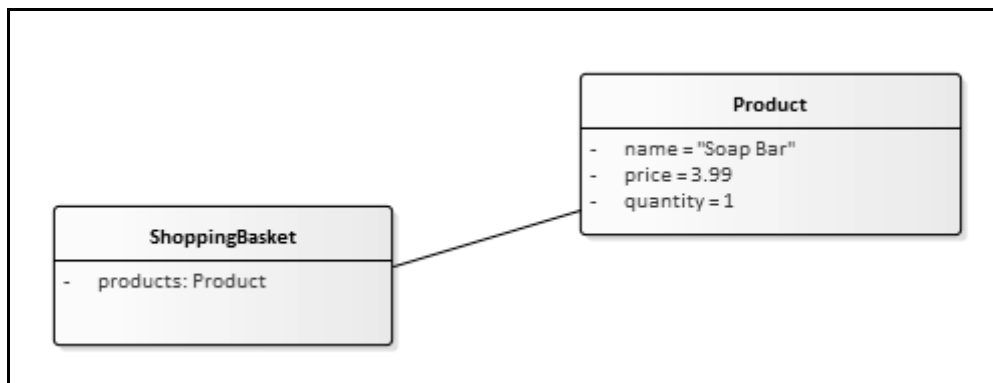 Product
- name = "Soap Bar"
- price = 3.99
- quantity = 1
ShoppingBasket
- products: Product